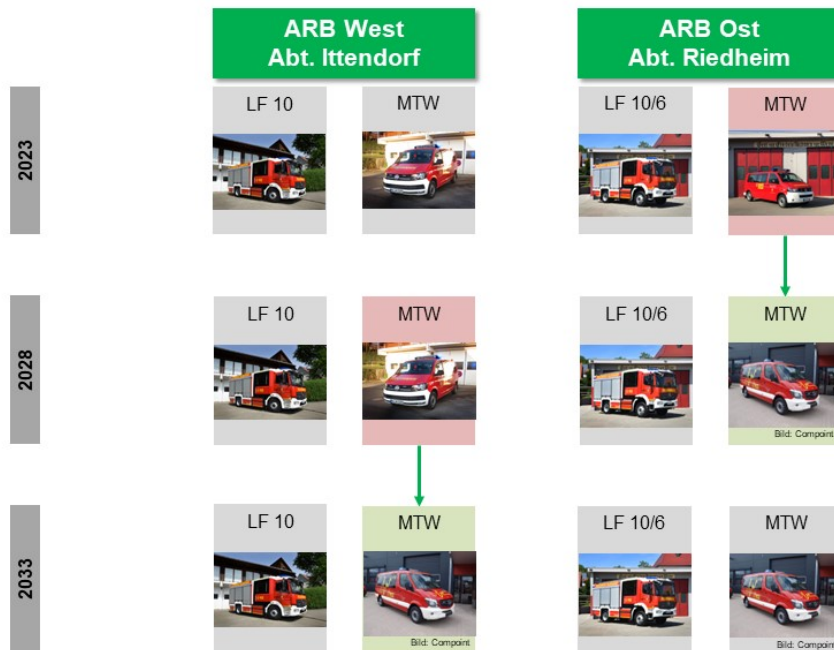 ARB West
Abt. Ittendorf
ARB Ost
Abt. Riedheim
2023
LF 10
MTW
LF 10/6
MTW
2028
LF 10
MTW
LF 10/6
MTW
Bild: Compoint
2033
LF 10
MTW
LF 10/6
MTW
Bild: Compoint
Bild: Compoint